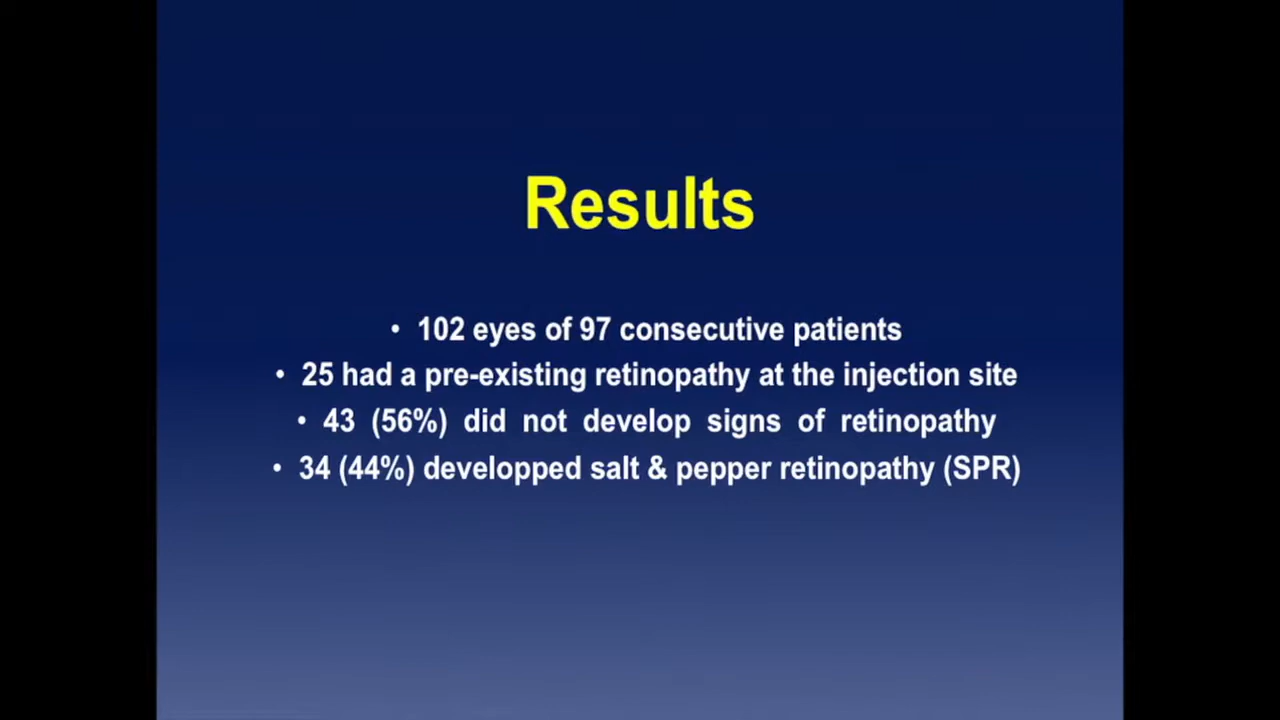 Results
• 102 eyes of 97 consecutive patients
• 25 had a pre-existing retinopathy at the injection site
• 43 (56%) did not develop signs of retinopathy
• 34 (44%) developped salt & pepper retinopathy (SPR)